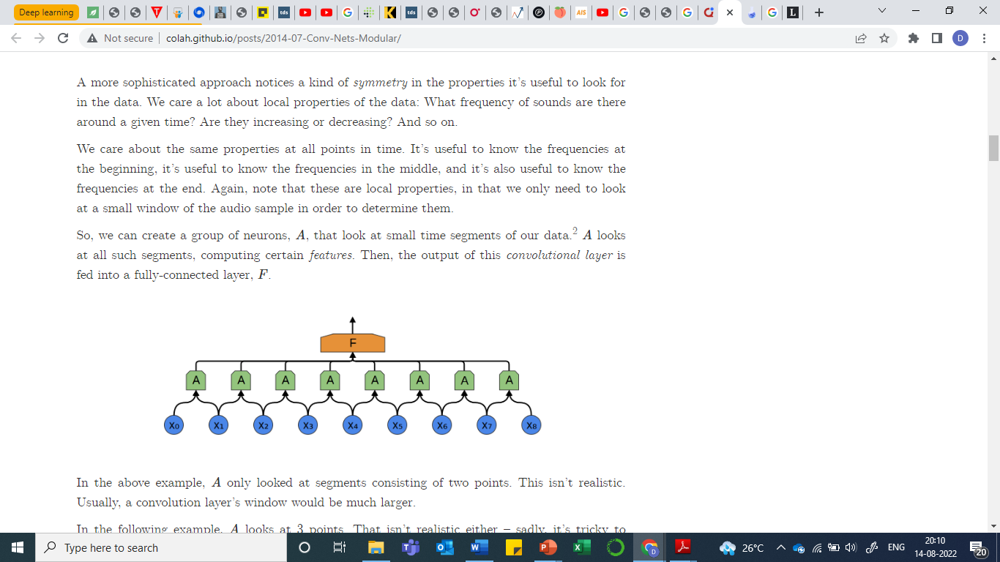 Deep learning
tds
tds
AIS
Not secure
colah.github.io/posts/2014-07-Conv-Nets-Modular/
D
A more sophisticated approach notices a kind of symmetry in the properties it's useful to look for
in the data. We care a lot about local properties of the data: What frequency of sounds are there
around a given time? Are they increasing or decreasing? And so on.
We care about the same properties at all points in time. It's useful to know the frequencies at
the beginning, it's useful to know the frequencies in the middle, and it's also useful to know the
frequencies at the end. Again, note that these are local properties, in that we only need to look
at a small window of the audio sample in order to determine them.
So, we can create a group of neurons, A, that look at small time segments of our data.2 A looks
at all such segments, computing certain features. Then, the output of this convolutional layer is
fed into a fully-connected layer, F.
F
A A A A A A A A
X0 X1 X2 X3 X4 X5 X6 X7 X8
In the above example, A only looked at segments consisting of two points. This isn't realistic.
Usually, a convolution layer's window would be much larger.
In the following example, A looks at 3 points. That isn't realistic either – sadly, it's tricky to
Type here to search
26°C
ENG
20:10
14-08-2022
20